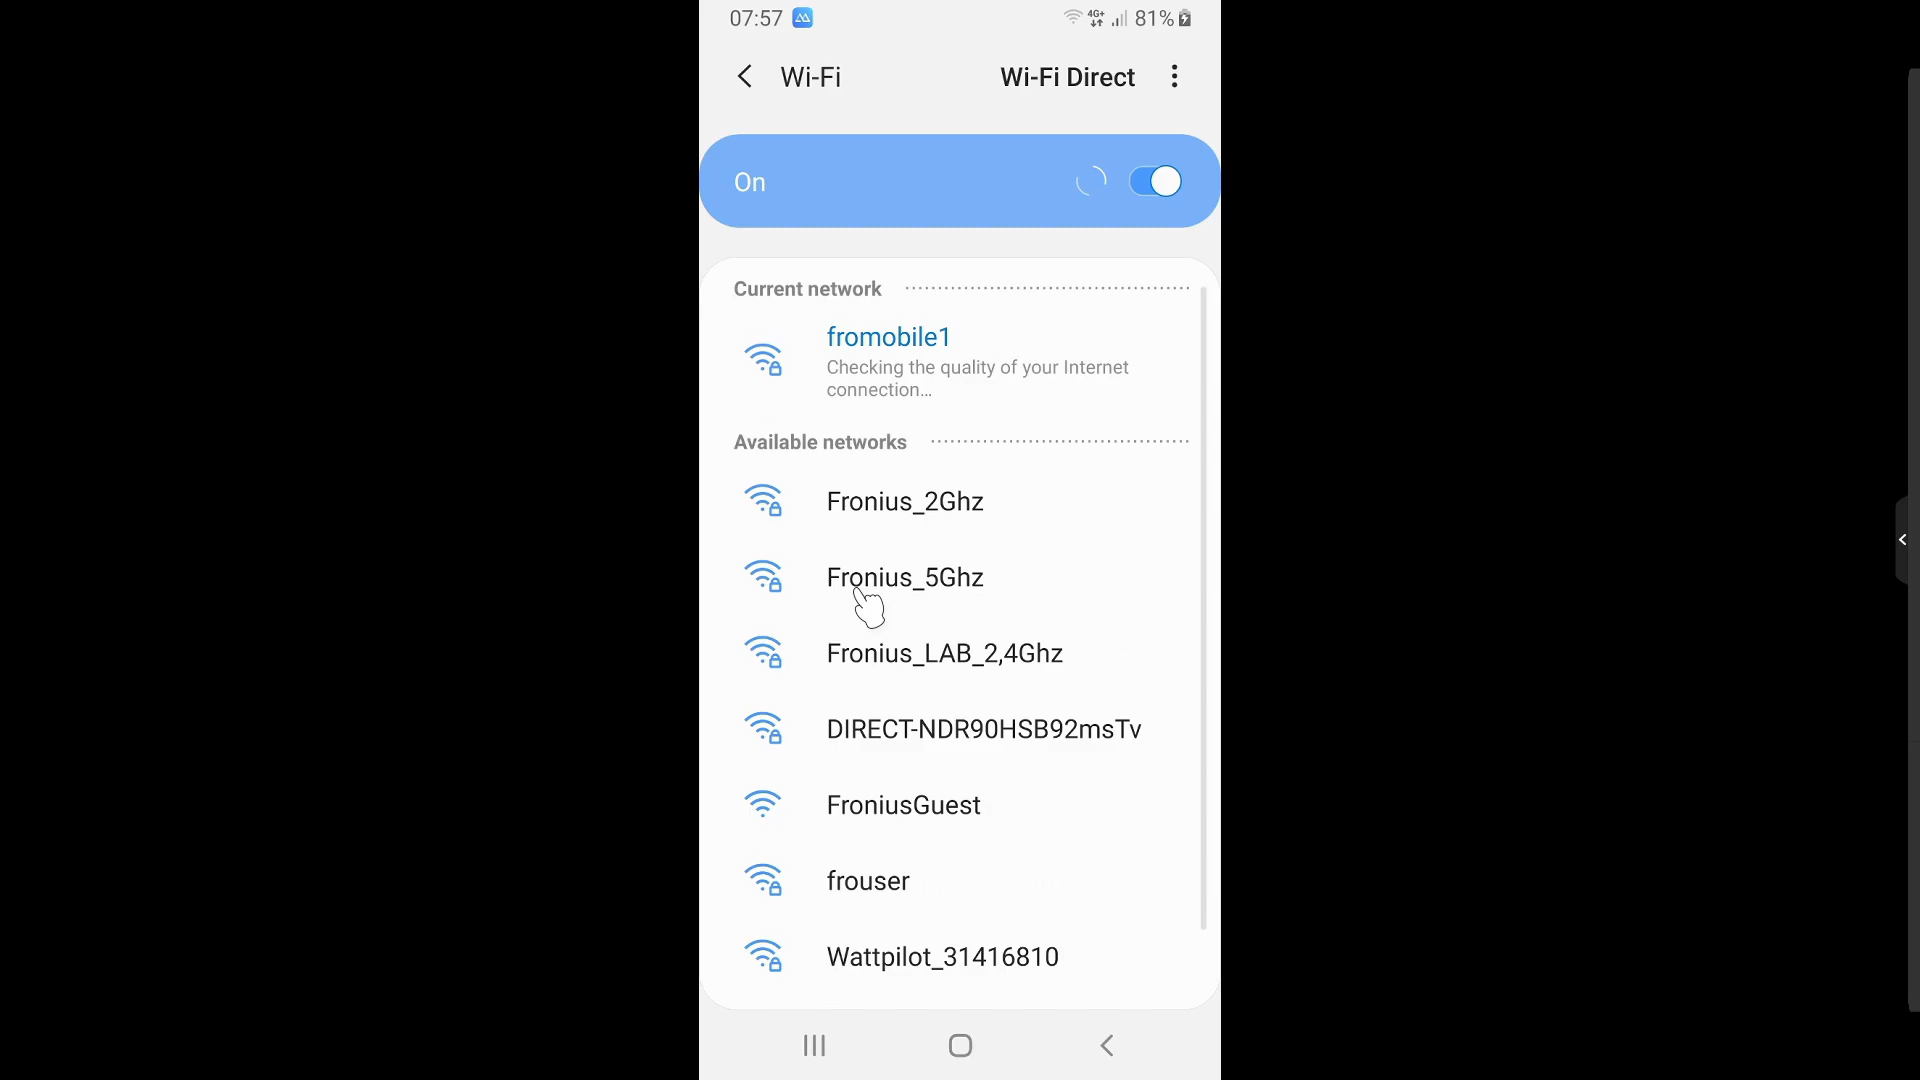 07:57
4G+ 81%
Wi-Fi
Wi-Fi Direct
On
Current network
fromobile1
Checking the quality of your Internet
connection...
Available networks
Fronius_2Ghz
Fronius_5Ghz
Fronius_LAB_2,4Ghz
DIRECT-NDR90HSB92msTv
FroniusGuest
frouser
Wattpilot_31416810